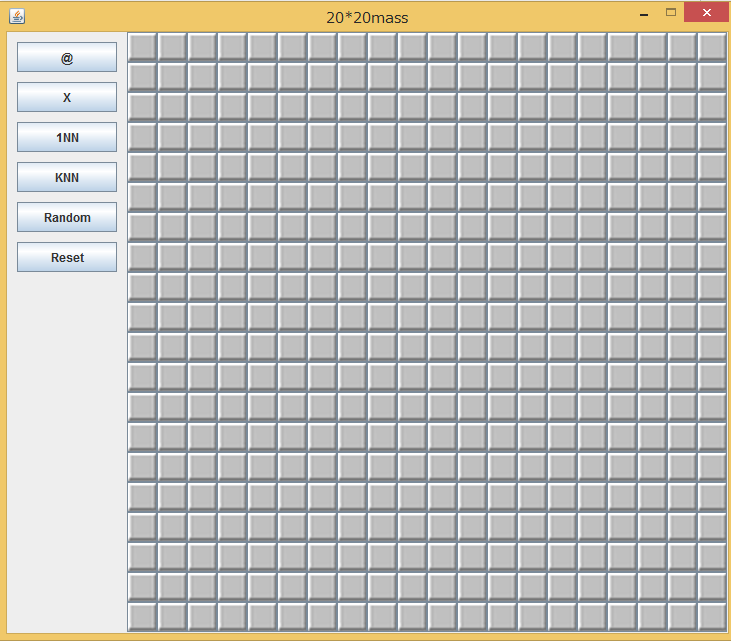 20*20mass
@
X
1NN
KNN
Random
Reset